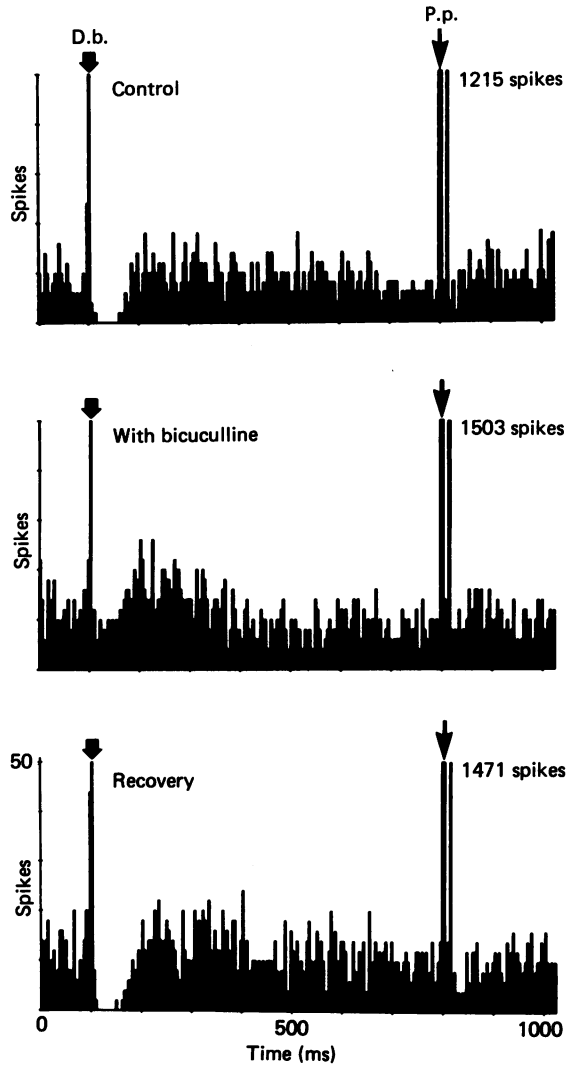 D.b.
P.p.
Control
1215 spikes
Spikes
With bicuculline
1503 spikes
Spikes
50
Recovery
1471 spikes
Spikes
0
500
1000
Time (ms)